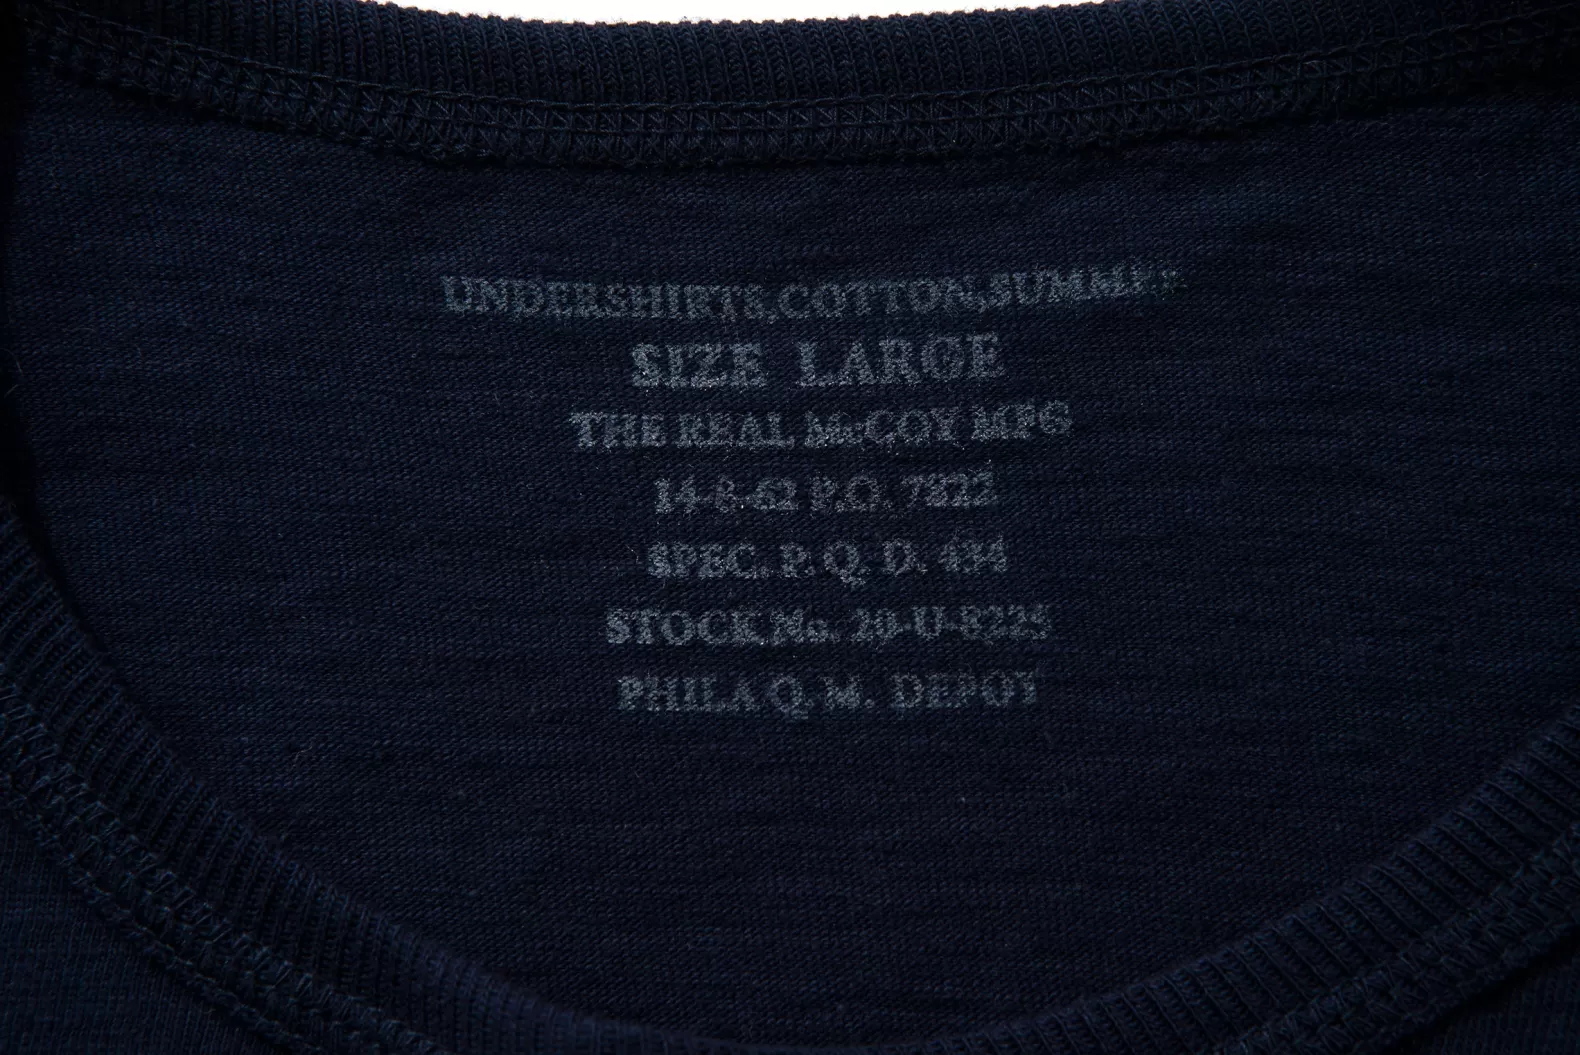 UNDERSHIRTS, COTTON, SUMMER
SIZE LARGE
THE REAL McCOY MFG
14-8-62 P.O. 7822
SPEC. P. Q. D. 434
STOCK No. 20-U-8225
PHILA Q. M. DEPOT